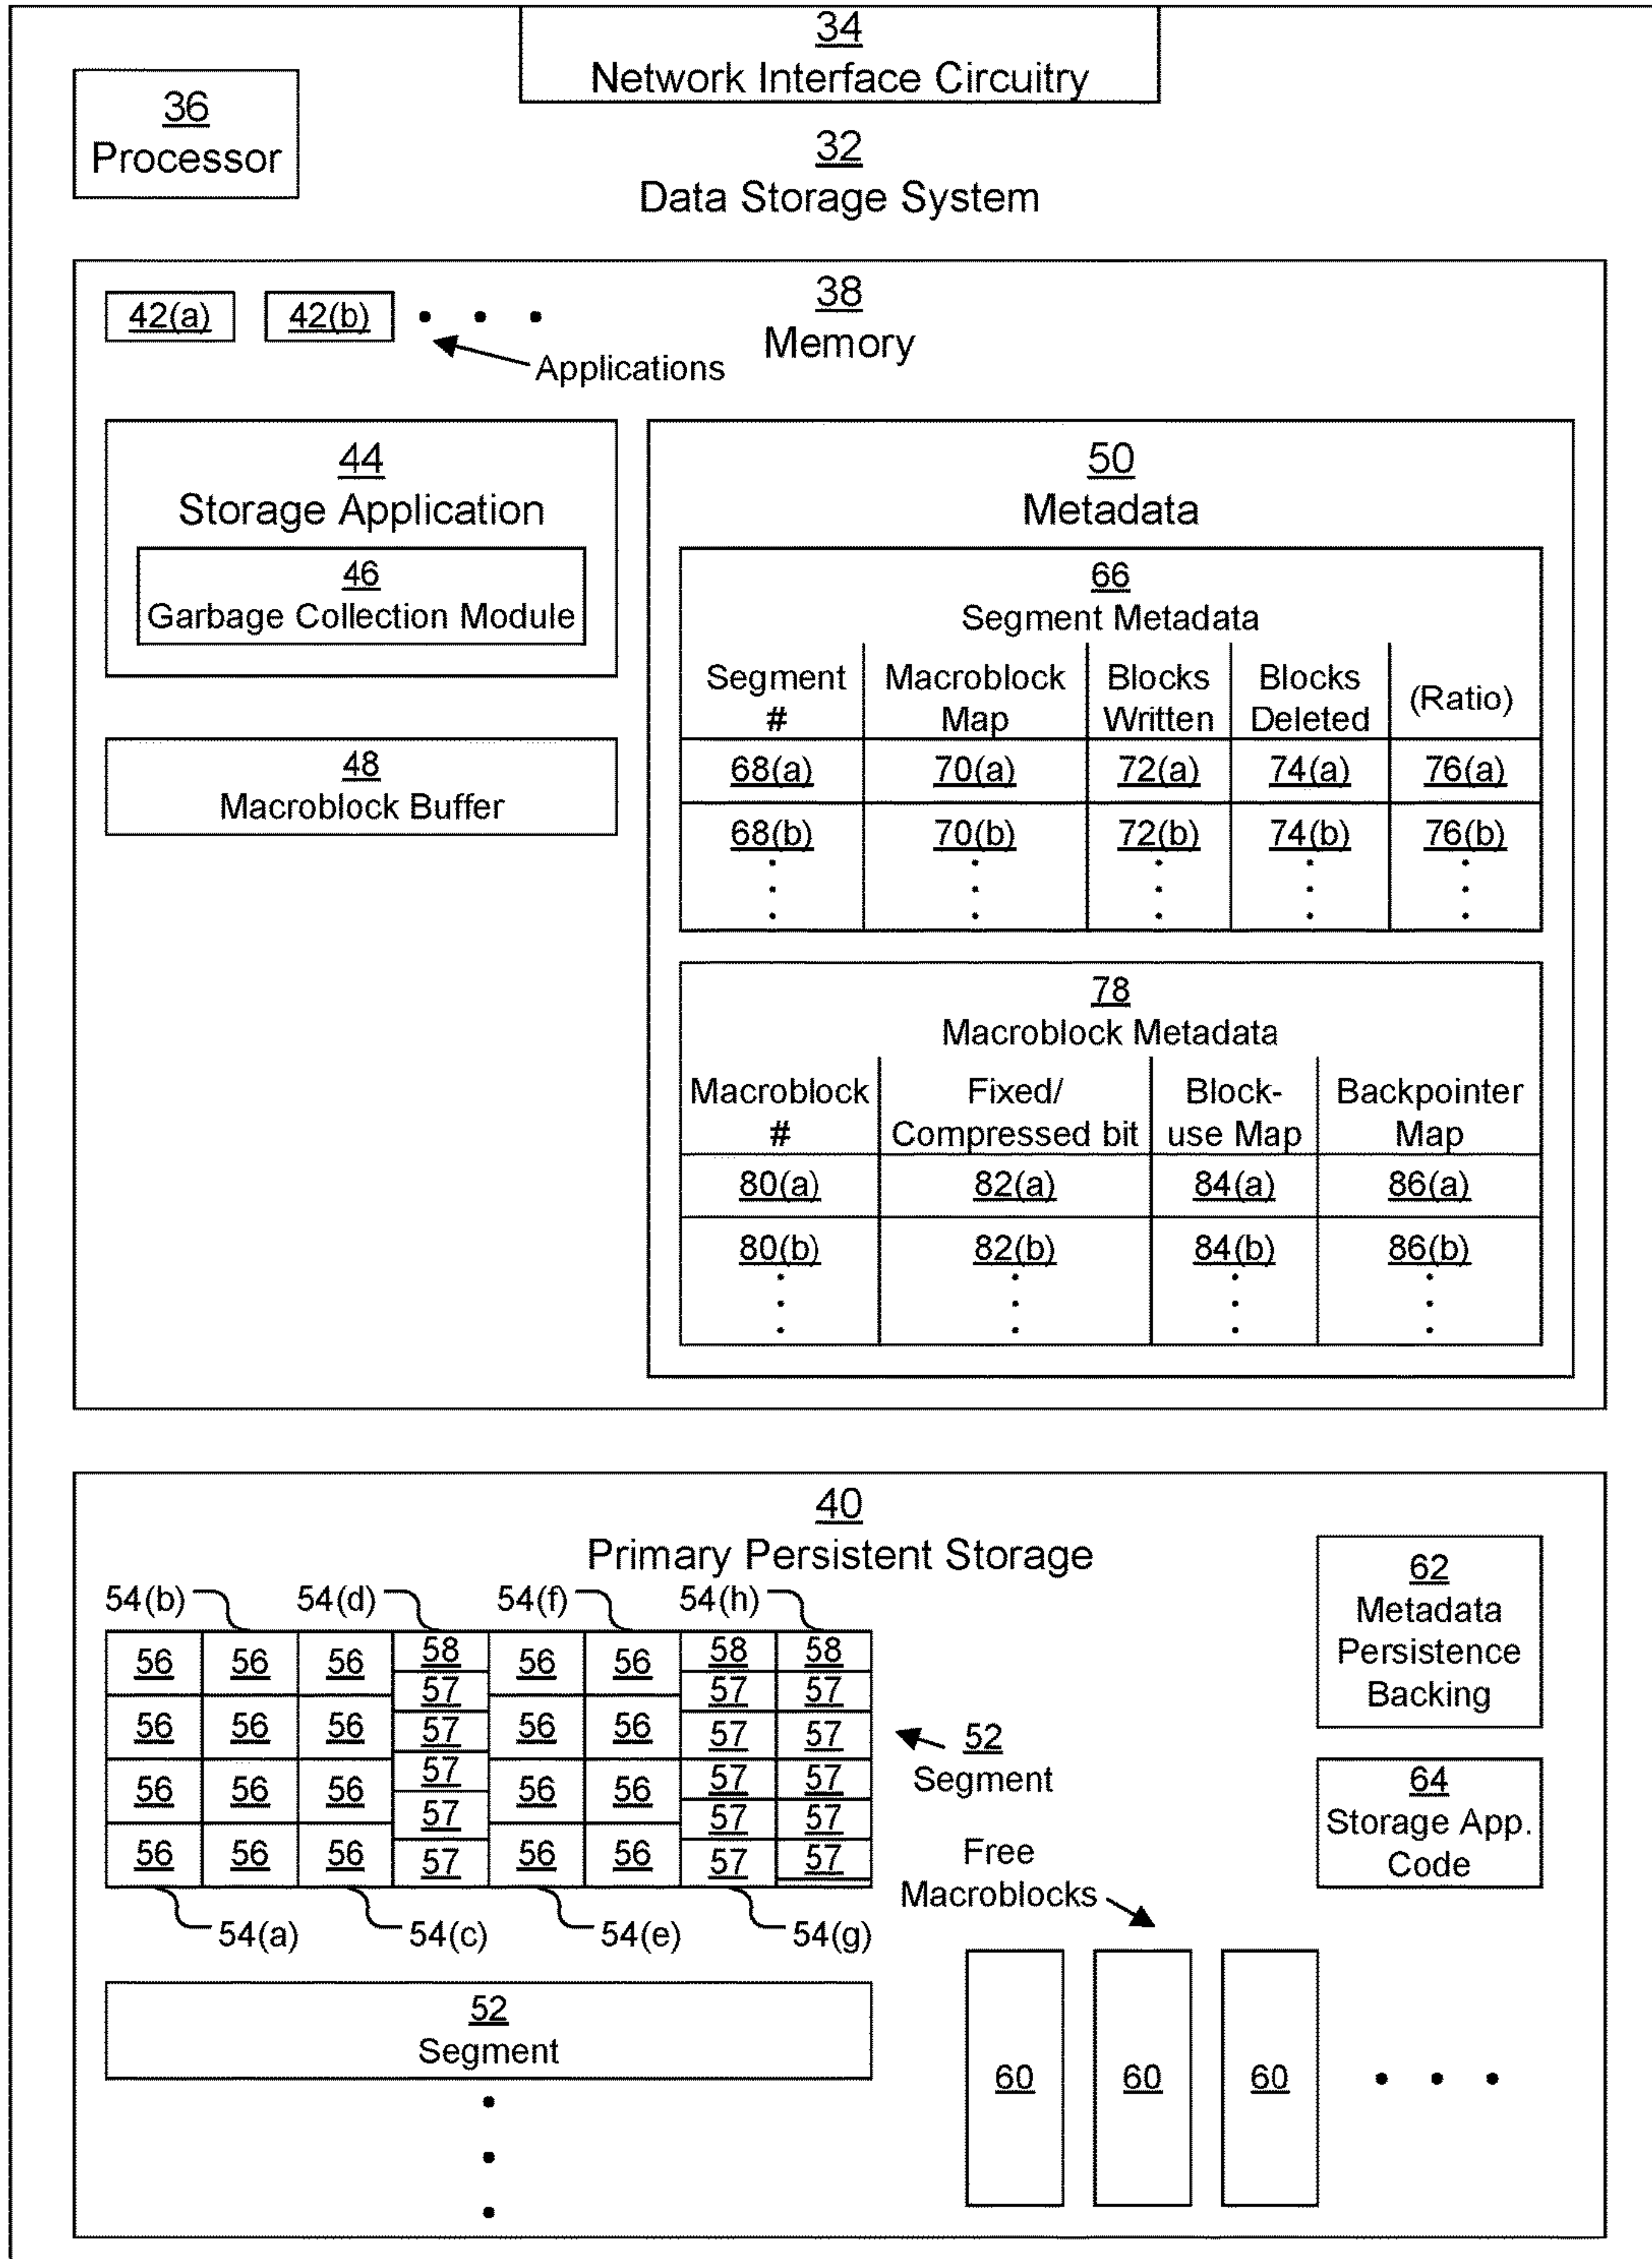 34
Network Interface Circuitry
36
Processor
32
Data Storage System
38
Memory
42(a) 42(b)
Applications
44
Storage Application
46
Garbage Collection Module
48
Macroblock Buffer
50
Metadata
66
Segment Metadata
Segment # Macroblock Map Blocks Written Blocks Deleted (Ratio)
68(a) 70(a) 72(a) 74(a) 76(a)
68(b) 70(b) 72(b) 74(b) 76(b)
78
Macroblock Metadata
Macroblock # Fixed/ Compressed bit Block- use Map Backpointer Map
80(a) 82(a) 84(a) 86(a)
80(b) 82(b) 84(b) 86(b)
40
Primary Persistent Storage
54(b) 54(d) 54(f) 54(h)
56 56 56 58 56 56 58 58
57 57 57
56 56 56 57 56 56 57 57
56 56 56 57 56 56 57 57
57 57 57
56 56 56 57 56 56 57 57
54(a) 54(c) 54(e) 54(g)
52
Segment
52
Segment
62
Metadata
Persistence
Backing
64
Storage App.
Code
Free
Macroblocks
60 60 60